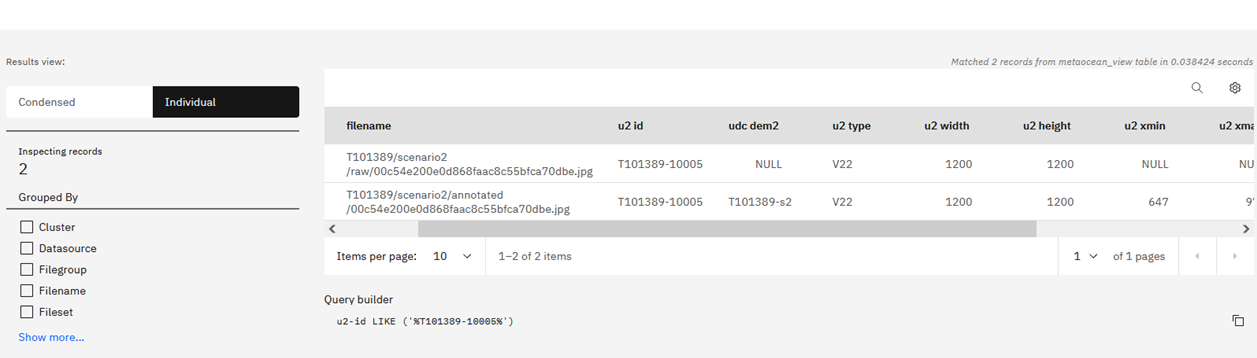 Results view:
Matched 2 records from metaocean_view table in 0.038424 seconds
Condensed
Individual
Inspecting records
2
Grouped By
Cluster
Datasource
Filegroup
Filename
Fileset
Show more...
filename u2 id udc dem2 u2 type u2 width u2 height u2 xmin u2 xma
T101389/scenario2
/raw/00c54e200e0d868faac8c55bfca70dbe.jpg
T101389-10005 NULL V22 1200 1200 NULL NU
T101389/scenario2/annotated
/00c54e200e0d868faac8c55bfca70dbe.jpg
T101389-10005 T101389-s2 V22 1200 1200 647 9
Items per page: 10 1–2 of 2 items 1 of 1 pages
Query builder
u2-id LIKE ('%T101389-10005%')